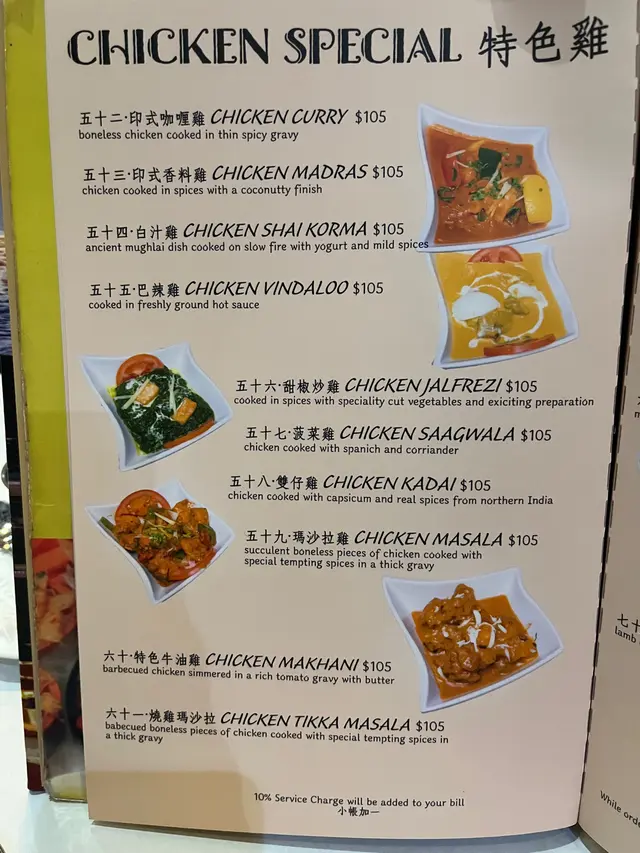 CHICKEN SPECIAL 特色雞
五十二·印式咖喱雞 CHICKEN CURRY $105
boneless chicken cooked in thin spicy gravy
五十三·印式香料雞 CHICKEN MADRAS $105
chicken cooked in spices with a coconutty finish
五十四·白汁雞 CHICKEN SHAI KORMA $105
ancient mughlai dish cooked on slow fire with yogurt and mild spices
五十五·巴辣雞 CHICKEN VINDALOO $105
cooked in freshly ground hot sauce
五十六·甜椒炒雞 CHICKEN JALFREZI $105
cooked in spices with speciality cut vegetables and exiciting preparation
五十七·菠菜雞 CHICKEN SAAGWALA $105
chicken cooked with spanich and corriander
五十八·雙仔雞 CHICKEN KADAI $105
chicken cooked with capsicum and real spices from northern India
五十九·瑪沙拉雞 CHICKEN MASALA $105
succulent boneless pieces of chicken cooked with
special tempting spices in a thick gravy
六十·特色牛油雞 CHICKEN MAKHANI $105
barbecued chicken simmered in a rich tomato gravy with butter
六十一·燒雞瑪沙拉 CHICKEN TIKKA MASALA $105
babecued boneless pieces of chicken cooked with special tempting spices in
a thick gravy
10% Service Charge will be added to your bill
小帳加一
七十
lamb
While orde